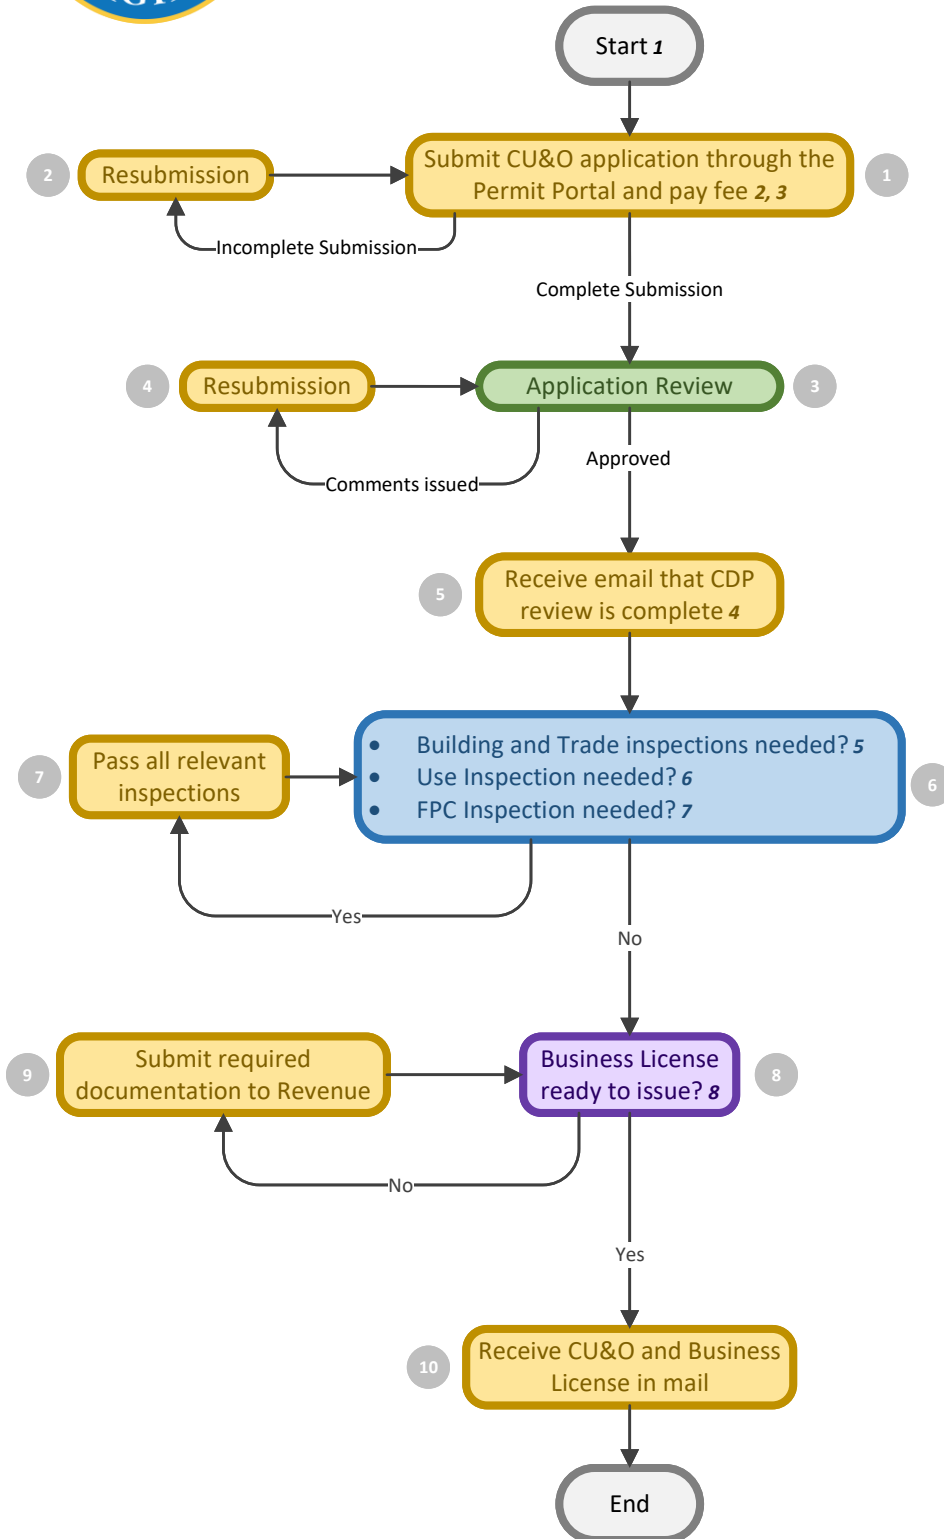 Start 1
2
Resubmission
Submit CU&O application through the
Permit Portal and pay fee 2, 3
1
Incomplete Submission
Complete Submission
4
Resubmission
Application Review
3
Approved
Comments issued
5
Receive email that CDP
review is complete 4
7
Pass all relevant
inspections
• Building and Trade inspections needed? 5
• Use Inspection needed? 6
• FPC Inspection needed? 7
6
Yes
No
9
Submit required
documentation to Revenue
Business License
ready to issue? 8
8
No
Yes
10
Receive CU&O and Business
License in mail
End